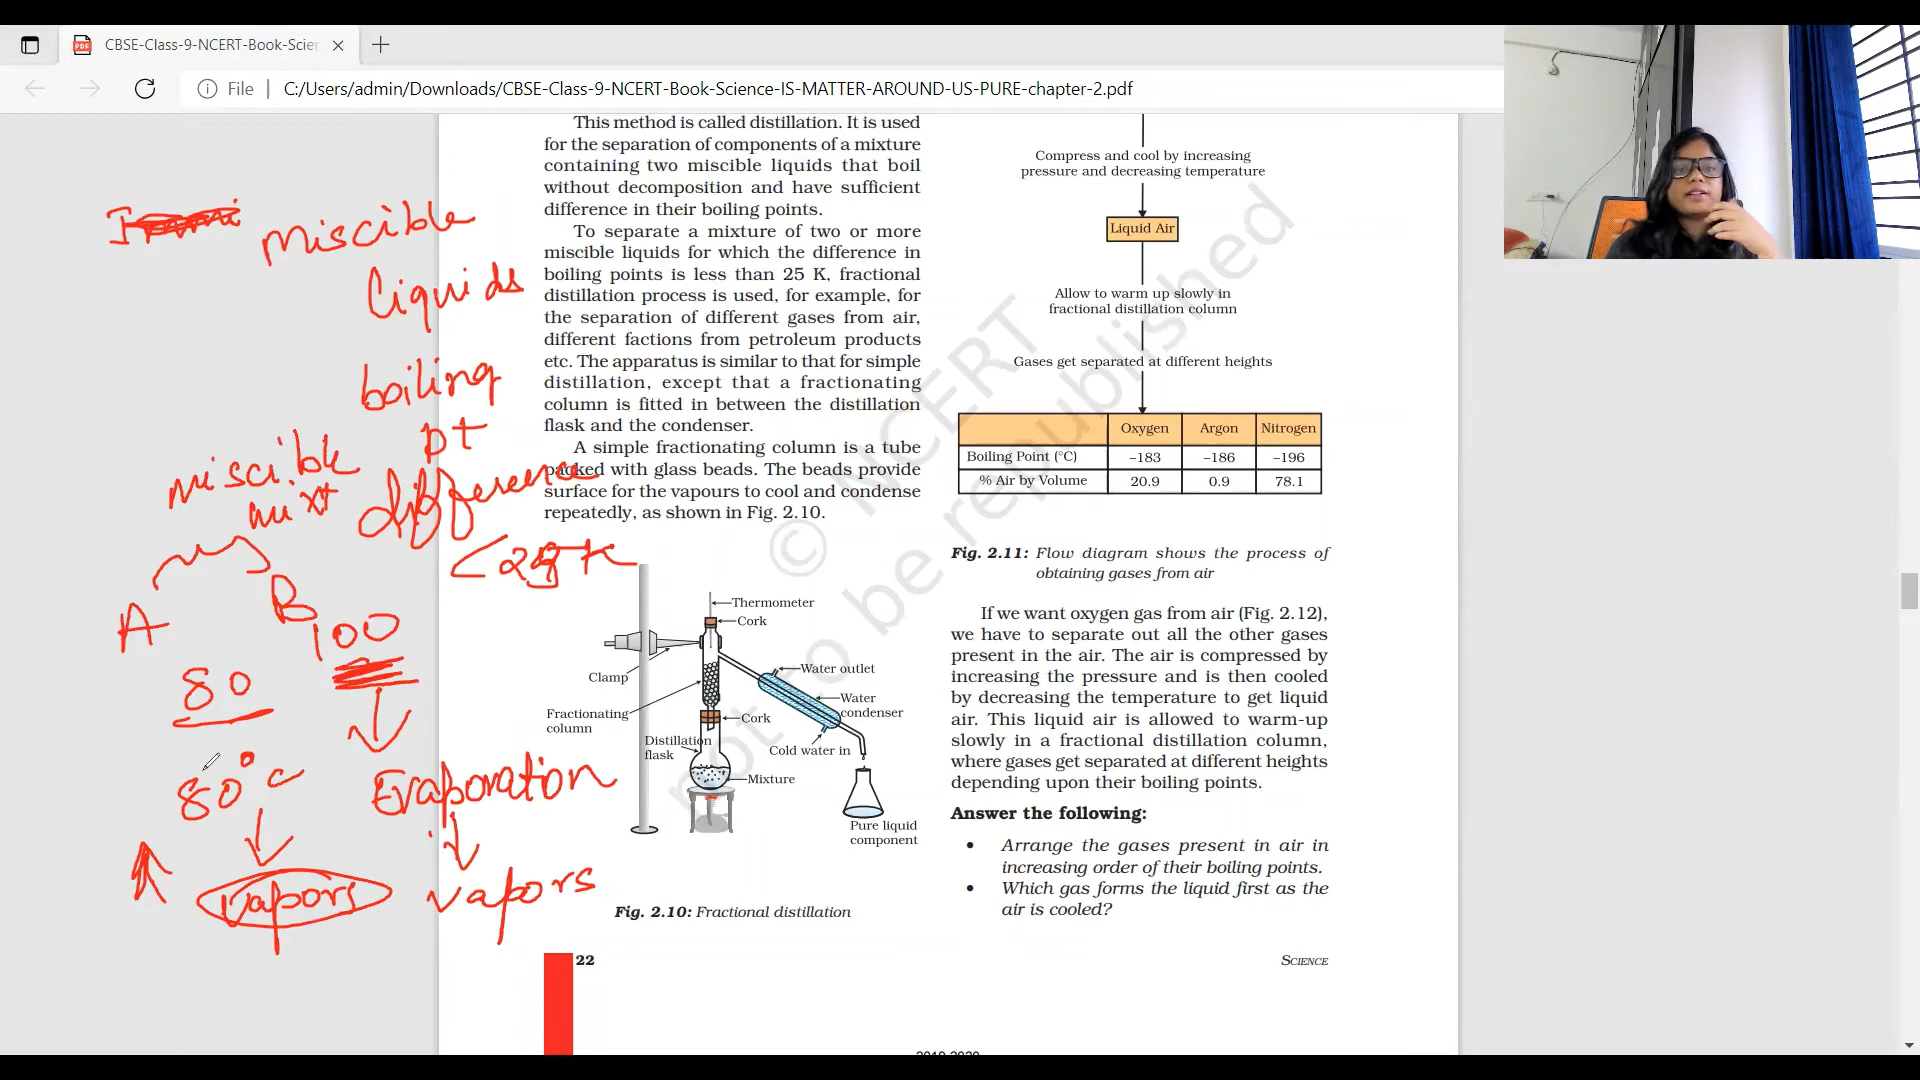 CBSE-Class-9-NCERT-Book-Scien
File
C:/Users/admin/Downloads/CBSE-Class-9-NCERT-Book-Science-IS-MATTER-AROUND-US-PURE-chapter-2.pdf
miscible
liquids
boiling
pt
difference
miscible
mixt
A
B
80
100
80°c
Evaporation
vapors
vapors
This method is called distillation. It is used
for the separation of components of a mixture
containing two miscible liquids that boil
without decomposition and have sufficient
difference in their boiling points.
To separate a mixture of two or more
miscible liquids for which the difference in
boiling points is less than 25 K, fractional
distillation process is used, for example, for
the separation of different gases from air,
different factions from petroleum products
etc. The apparatus is similar to that for simple
distillation, except that a fractionating
column is fitted in between the distillation
flask and the condenser.
A simple fractionating column is a tube
packed with glass beads. The beads provide
surface for the vapours to cool and condense
repeatedly, as shown in Fig. 2.10.
Thermometer
Cork
Clamp
Water outlet
Water
condenser
Fractionating
column
Cork
Distillation
flask
Cold water in
Mixture
Pure liquid
component
Fig. 2.10: Fractional distillation
22
Compress and cool by increasing
pressure and decreasing temperature
Liquid Air
Allow to warm up slowly in
fractional distillation column
Gases get separated at different heights
Oxygen Argon Nitrogen
Boiling Point (°C) –183 –186 –196
% Air by Volume 20.9 0.9 78.1
Fig. 2.11: Flow diagram shows the process of
obtaining gases from air
If we want oxygen gas from air (Fig. 2.12),
we have to separate out all the other gases
present in the air. The air is compressed by
increasing the pressure and is then cooled
by decreasing the temperature to get liquid
air. This liquid air is allowed to warm-up
slowly in a fractional distillation column,
where gases get separated at different heights
depending upon their boiling points.
Answer the following:
• Arrange the gases present in air in
increasing order of their boiling points.
• Which gas forms the liquid first as the
air is cooled?
SCIENCE
© NCERT
not to be republished